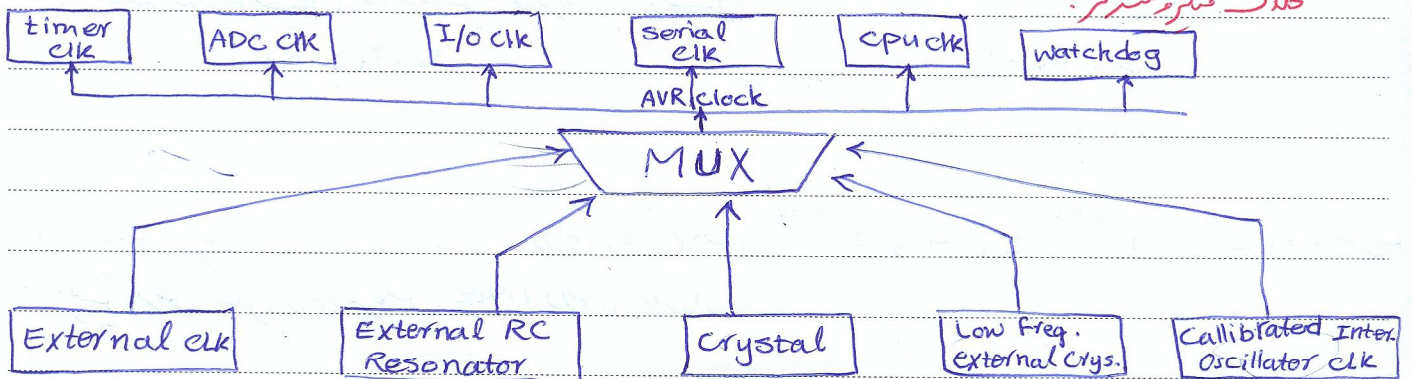 timer
clk
ADC clk
I/o clk
serial
clk
cpu clk
watchdog
AVR clock
MUX
External clk
External RC
Resonator
Crystal
Low Freq.
External Crys.
Callibrated Inter.
Oscillator clk